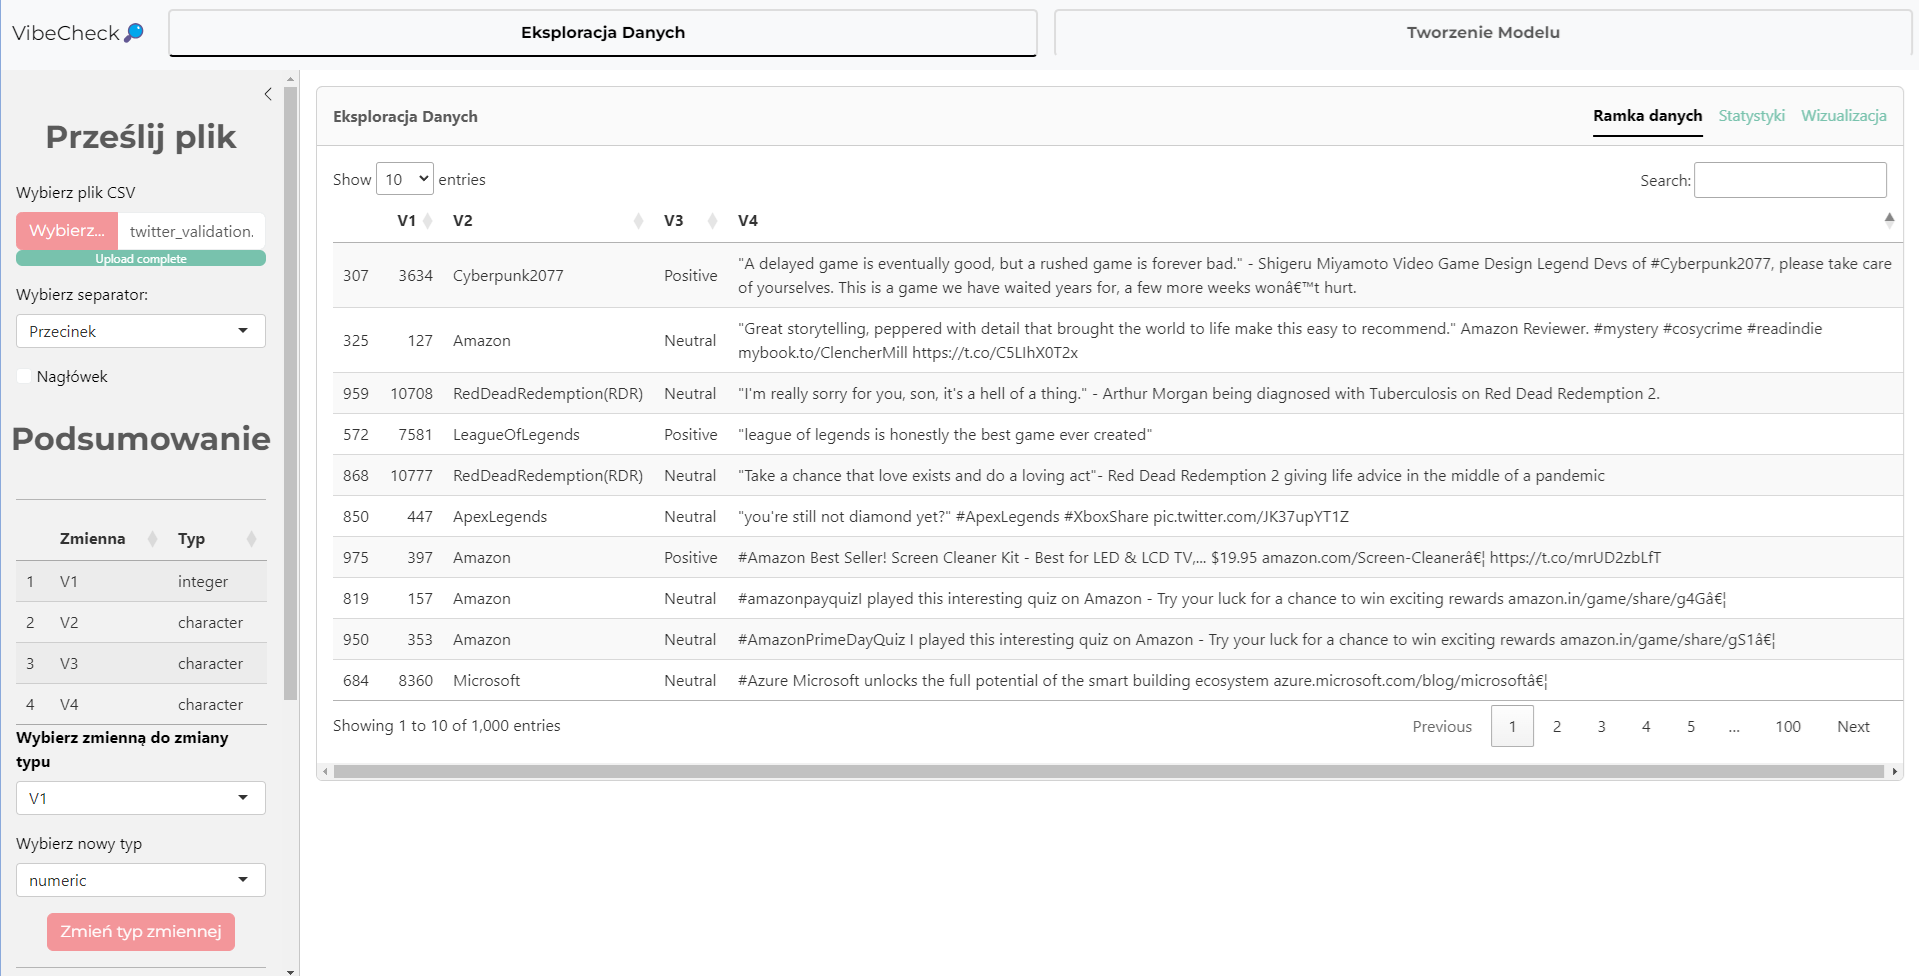 VibeCheck
Eksploracja Danych
Tworzenie Modelu
Prześlij plik
Wybierz plik CSV
Wybierz...
twitter_validation.
Upload complete
Wybierz separator:
Przecinek
Nagłówek
Podsumowanie
Zmienna Typ
1 V1 integer
2 V2 character
3 V3 character
4 V4 character
Wybierz zmienną do zmiany
typu
V1
Wybierz nowy typ
numeric
Zmień typ zmiennej
Eksploracja Danych
Ramka danych Statystyki Wizualizacja
Show 10 entries
Search:
V1 V2 V3 V4
307 3634 Cyberpunk2077 Positive "A delayed game is eventually good, but a rushed game is forever bad." - Shigeru Miyamoto Video Game Design Legend Devs of #Cyberpunk2077, please take care
of yourselves. This is a game we have waited years for, a few more weeks wonâ€™t hurt.
325 127 Amazon Neutral "Great storytelling, peppered with detail that brought the world to life make this easy to recommend." Amazon Reviewer. #mystery #cosycrime #readindie
mybook.to/ClencherMill https://t.co/C5LIhX0T2x
959 10708 RedDeadRedemption(RDR) Neutral "I'm really sorry for you, son, it's a hell of a thing." - Arthur Morgan being diagnosed with Tuberculosis on Red Dead Redemption 2.
572 7581 LeagueOfLegends Positive "league of legends is honestly the best game ever created"
868 10777 RedDeadRedemption(RDR) Neutral "Take a chance that love exists and do a loving act"- Red Dead Redemption 2 giving life advice in the middle of a pandemic
850 447 ApexLegends Neutral "you're still not diamond yet?" #ApexLegends #XboxShare pic.twitter.com/JK37upYT1Z
975 397 Amazon Positive #Amazon Best Seller! Screen Cleaner Kit - Best for LED & LCD TV,... $19.95 amazon.com/Screen-Cleanerâ€¦ https://t.co/mrUD2zbLfT
819 157 Amazon Neutral #amazonpayquizI played this interesting quiz on Amazon - Try your luck for a chance to win exciting rewards amazon.in/game/share/g4Gâ€¦
950 353 Amazon Neutral #AmazonPrimeDayQuiz I played this interesting quiz on Amazon - Try your luck for a chance to win exciting rewards amazon.in/game/share/gS1â€¦
684 8360 Microsoft Neutral #Azure Microsoft unlocks the full potential of the smart building ecosystem azure.microsoft.com/blog/microsoftâ€¦
Showing 1 to 10 of 1,000 entries
Previous 1 2 3 4 5 ... 100 Next